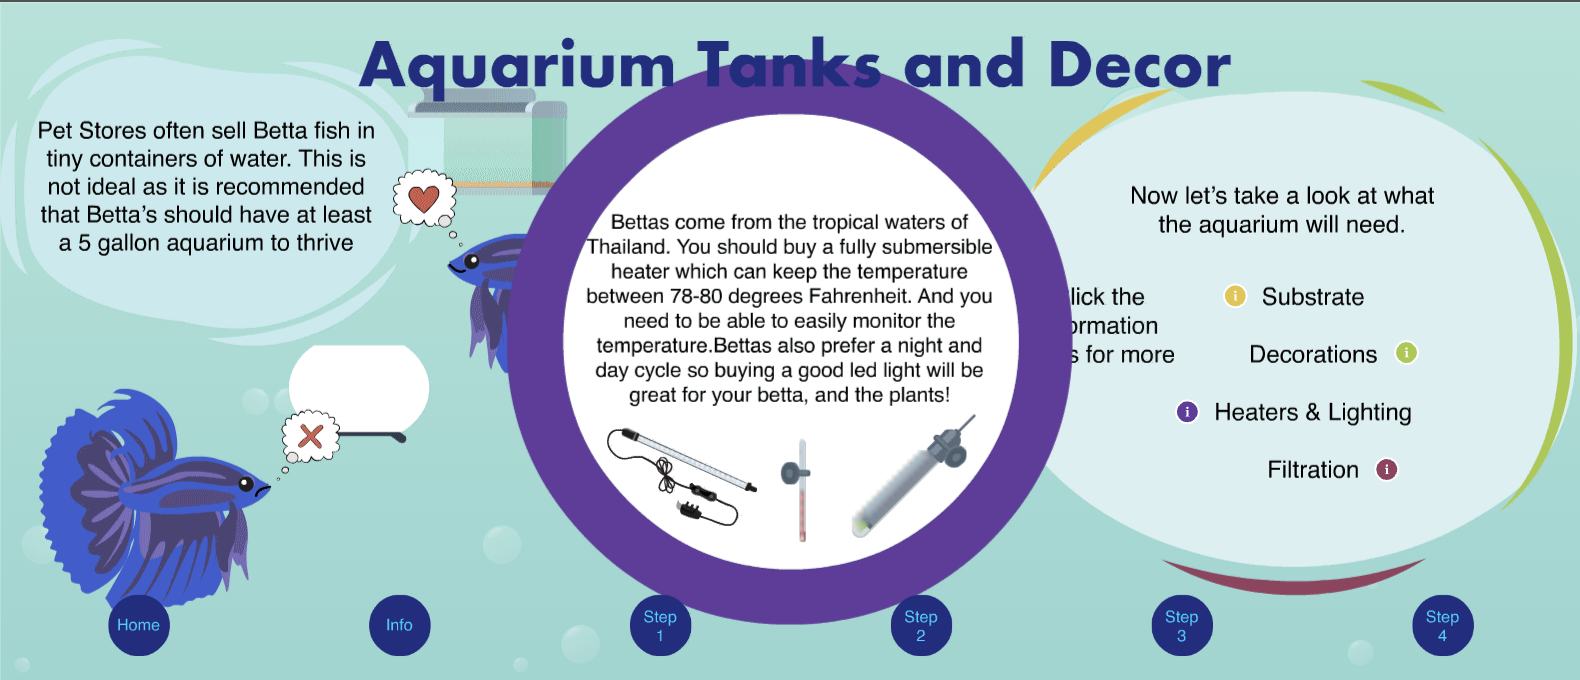 Aquarium Tanks and Decor
Pet Stores often sell Betta fish in
tiny containers of water. This is
not ideal as it is recommended
that Betta's should have at least
a 5 gallon aquarium to thrive
Bettas come from the tropical waters of
Thailand. You should buy a fully submersible
heater which can keep the temperature
between 78-80 degrees Fahrenheit. And you
need to be able to easily monitor the
temperature.Bettas also prefer a night and
day cycle so buying a good led light will be
great for your betta, and the plants!
Now let's take a look at what
the aquarium will need.
lick the
ormation
s for more
i Substrate
Decorations i
i Heaters & Lighting
Filtration i
Home
Info
Step
1
Step
2
Step
3
Step
4